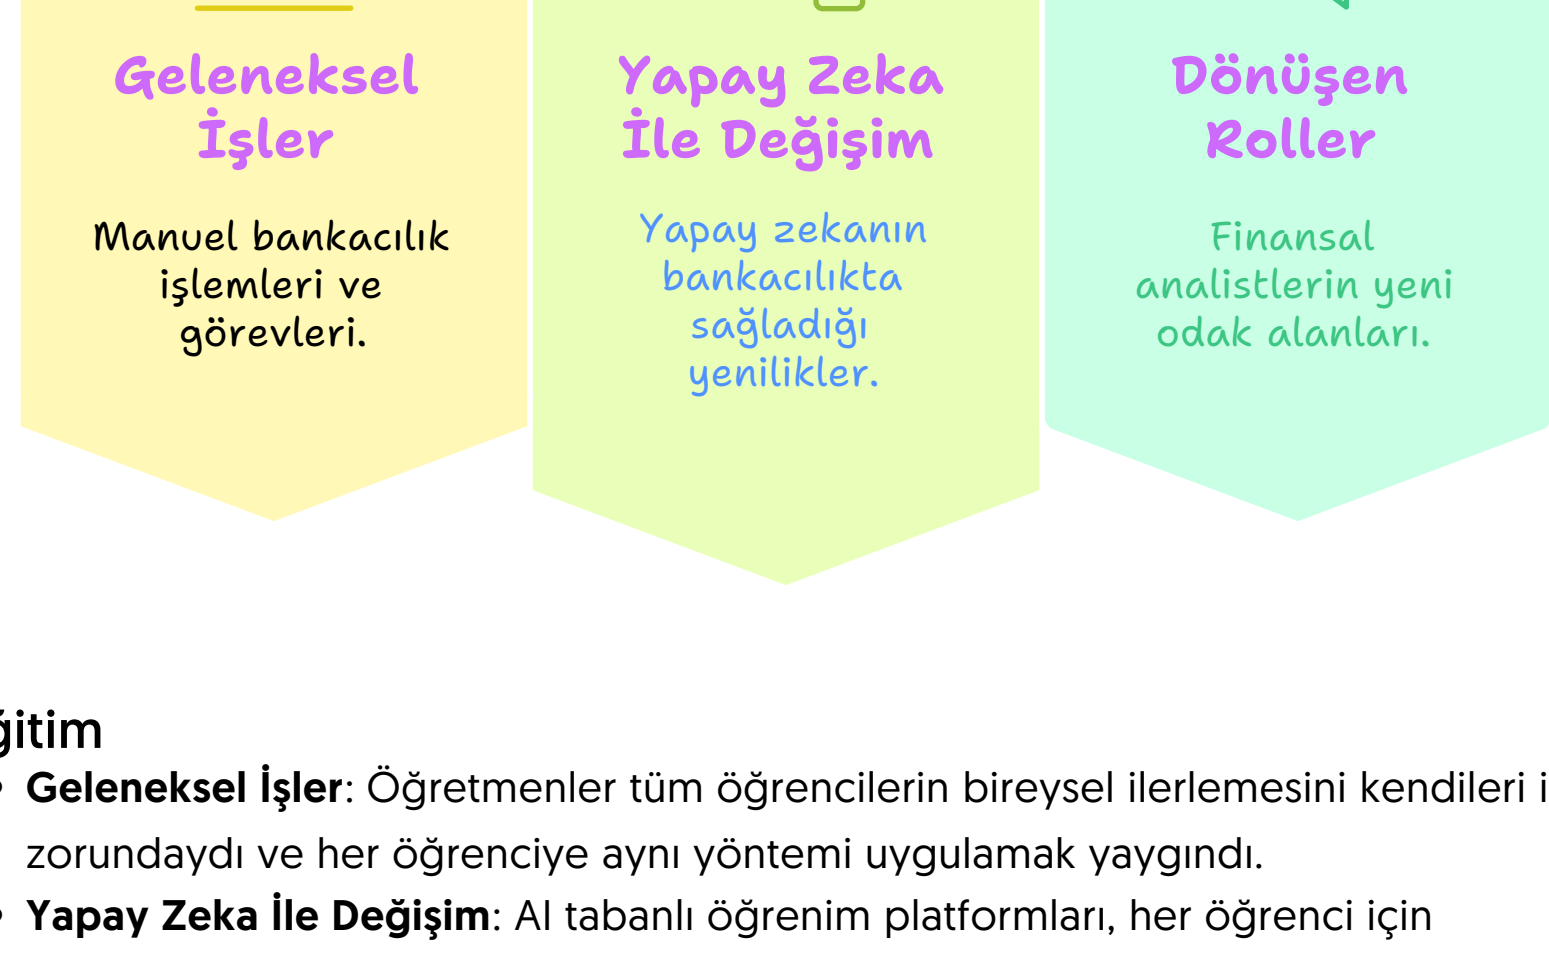 Geleneksel
İşler
Manuel bankacılık
işlemleri ve
görevleri.
Yapay Zeka
İle Değişim
Yapay zekanın
bankacılıkta
sağladığı
yenilikler.
Dönüşen
Roller
Finansal
analistlerin yeni
odak alanları.
ğitim
• Geleneksel İşler: Öğretmenler tüm öğrencilerin bireysel ilerlemesini kendileri i
zorundaydı ve her öğrenciye aynı yöntemi uygulamak yaygındı.
• Yapay Zeka İle Değişim: AI tabanlı öğrenim platformları, her öğrenci için